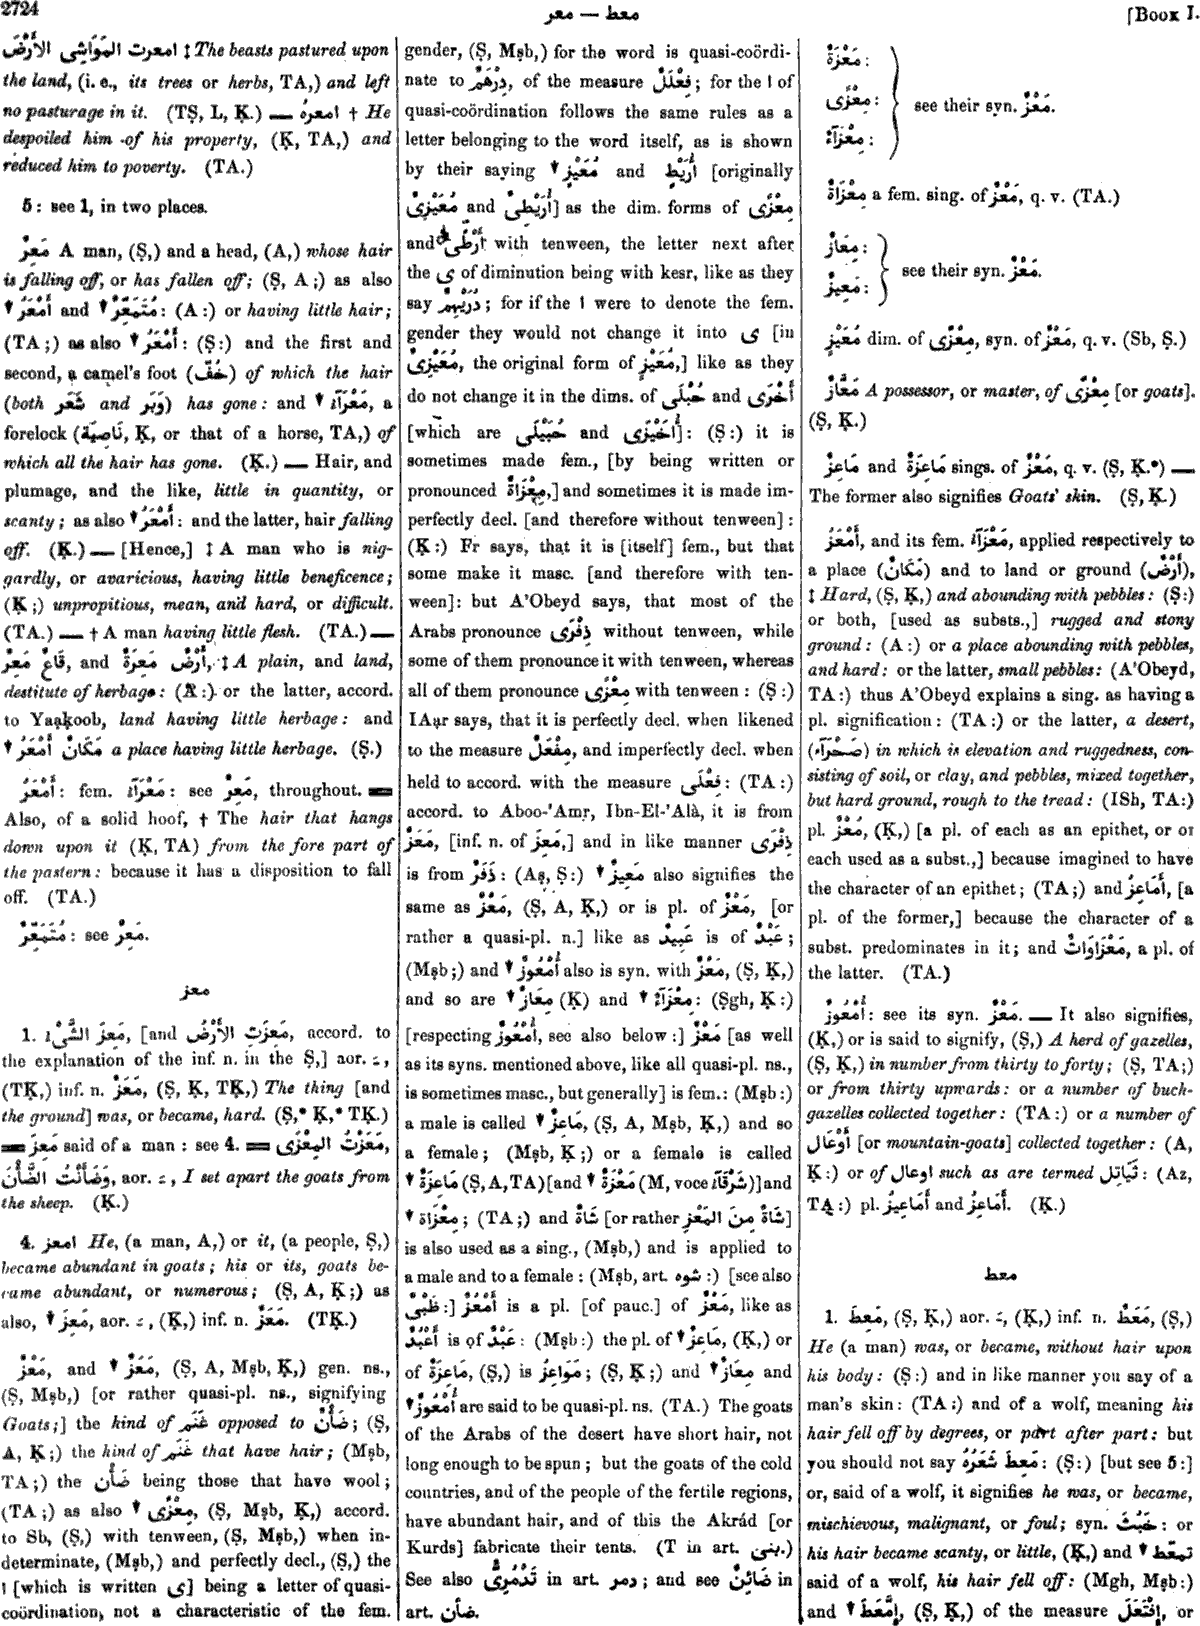 2724
معر — معط
[Book I.
امعرت المَوَاشِى الأَرْضَ ‡ The beasts pastured upon
the land, (i. e., its trees or herbs, TA,) and left
no pasturage in it. (TṢ, L, Ḳ.) — امعرهُ † He
despoiled him of his property, (Ḳ, TA,) and
reduced him to poverty. (TA.)
5: see 1, in two places.
مَعِرٌ A man, (Ṣ,) and a head, (A,) whose hair
is falling off, or has fallen off; (Ṣ, A;) as also
▼ أَمْعَرُ and ▼ مُتَمَعِّرٌ: (A:) or having little hair;
(TA;) as also ▼ أَمْعَرُ: (Ṣ:) and the first and
second, a camel's foot (خُفّ) of which the hair
(both شَعَر and وَبَر) has gone: and ▼ مَعْرَآءُ, a
forelock (نَاصِيَة, Ḳ, or that of a horse, TA,) of
which all the hair has gone. (Ḳ.) — Hair, and
plumage, and the like, little in quantity, or
scanty; as also ▼ أَمْعَرُ: and the latter, hair falling
off. (Ḳ.) — [Hence,] ‡ A man who is nig-
gardly, or avaricious, having little beneficence;
(Ḳ;) unpropitious, mean, and hard, or difficult.
(TA.) — † A man having little flesh. (TA.) —
قَاعٌ مَعِرٌ, and أَرْضٌ مَعِرَةٌ, ‡ A plain, and land,
destitute of herbage: (A:) or the latter, accord.
to Yaạḳoob, land having little herbage: and
▼ مَكَانٌ أَمْعَرُ a place having little herbage. (Ṣ.)
أَمْعَرُ: fem. مَعْرَآءُ: see مَعِرٌ, throughout. ═
Also, of a solid hoof, † The hair that hangs
down upon it (Ḳ, TA) from the fore part of
the pastern: because it has a disposition to fall
off. (TA.)
مُتَمَعِّرٌ: see مَعِرٌ.
معز
1. مَعِزَ الشَّىْءُ, [and مَعِزَتِ الأَرْضُ, accord. to
the explanation of the inf. n. in the Ṣ,] aor. ـَ,
(TḲ,) inf. n. مَعَزٌ, (Ṣ, Ḳ, TḲ,) The thing [and
the ground] was, or became, hard. (Ṣ,* Ḳ,* TḲ.)
═ مَعِزَ said of a man: see 4. ═ مَعَزْتُ المِعْزَى,
وَضَأَنْتُ الضَّأْنَ, aor. ـَ, I set apart the goats from
the sheep. (Ḳ.)
4. امعز He, (a man, A,) or it, (a people, Ṣ,)
became abundant in goats; his or its, goats be-
came abundant, or numerous; (Ṣ, A, Ḳ;) as
also, ▼ مَعِزَ, aor. ـَ, (Ḳ,) inf. n. مَعَزٌ. (TḲ.)
مَعْزٌ, and ▼ مَعَزٌ, (Ṣ, A, Mṣb, Ḳ,) gen. ns.,
(Ṣ, Mṣb,) [or rather quasi-pl. ns., signifying
Goats;] the kind of غَنَم opposed to ضَأْنٌ; (Ṣ,
A, Ḳ;) the kind of غَنَم that have hair; (Mṣb,
TA;) the ضَأْن being those that have wool;
(TA;) as also ▼ مِعْزًى, (Ṣ, Mṣb, Ḳ,) accord.
to Sb, (Ṣ,) with tenween, (Ṣ, Mṣb,) when in-
determinate, (Mṣb,) and perfectly decl., (Ṣ,) the
ا [which is written ى] being a letter of quasi-
coördination, not a characteristic of the fem.
gender, (Ṣ, Mṣb,) for the word is quasi-coördi-
nate to دِرْهَمٌ, of the measure فِعْلَلٌ; for the ا of
quasi-coördination follows the same rules as a
letter belonging to the word itself, as is shown
by their saying ▼ مُعَيْزٍ and أُرَيْطٍ [originally
مُعَيْزِىٌ and أُرَيْطِىٌ] as the dim. forms of مِعْزًى
and أَرْطًى with tenween, the letter next after
the ى of diminution being with kesr, like as they
say دُرَيْهِمٌ; for if the ا were to denote the fem.
gender they would not change it into ى [in
مُعَيْزِىٌ, the original form of مُعَيْزٍ,] like as they
do not change it in the dims. of حُبْلَى and أُخْرَى
[which are حُبَيْلَى and أُخَيْرَى]: (Ṣ:) it is
sometimes made fem., [by being written or
pronounced مِعْزَاةٌ,] and sometimes it is made im-
perfectly decl. [and therefore without tenween]:
(Ḳ:) Fr says, that it is [itself] fem., but that
some make it masc. [and therefore with ten-
ween]: but A'Obeyd says, that most of the
Arabs pronounce ذِفْرَى without tenween, while
some of them pronounce it with tenween, whereas
all of them pronounce مِعْزًى with tenween: (Ṣ:)
IAạr says, that it is perfectly decl. when likened
to the measure مِفْعَلٌ, and imperfectly decl. when
held to accord. with the measure فِعْلَى: (TA:)
accord. to Aboo-'Amr, Ibn-El-'Alà, it is from
مَعَزٌ, [inf. n. of مَعِزَ,] and in like manner ذِفْرَى
is from ذَفَرٌ: (Aṣ, Ṣ:) ▼ مَعِيزٌ also signifies the
same as مَعْزٌ, (Ṣ, A, Ḳ,) or is pl. of مَعْزٌ, [or
rather a quasi-pl. n.] like as عَبِيدٌ is of عَبْدٌ;
(Mṣb;) and ▼ أُمْعُوزٌ also is syn. with مَعْزٌ, (Ṣ, Ḳ,)
and so are ▼ مِعَازٌ (Ḳ) and ▼ مِعْزَآءٌ: (Ṣgh, Ḳ:)
[respecting أُمْعُوزٌ, see also below:] مَعْزٌ [as well
as its syns. mentioned above, like all quasi-pl. ns.,
is sometimes masc., but generally] is fem.: (Mṣb:)
a male is called ▼ مَاعِزٌ, (Ṣ, A, Mṣb, Ḳ,) and so
a female; (Mṣb, Ḳ;) or a female is called
▼ مَاعِزَةٌ (Ṣ, A, TA) [and ▼ مَعْزَةٌ (M, voce شَرْقَآءُ)] and
▼ مِعْزَاة; (TA;) and شَاةٌ [or rather شَاةٌ مِنَ المَعْزِ]
is also used as a sing., (Mṣb,) and is applied to
a male and to a female: (Mṣb, art. شوه:) [see also
ظَبْىٌ:] أَمْعُزٌ is a pl. [of pauc.] of مَعْزٌ, like as
أَعْبُدٌ is of عَبْدٌ: (Mṣb:) the pl. of ▼ مَاعِزٌ, (Ḳ,) or
of مَاعِزَةٌ, (Ṣ,) is مَوَاعِزُ; (Ṣ, Ḳ;) and ▼ مِعَازٌ and
▼ أُمْعُوزٌ are said to be quasi-pl. ns. (TA.) The goats
of the Arabs of the desert have short hair, not
long enough to be spun; but the goats of the cold
countries, and of the people of the fertile regions,
have abundant hair, and of this the Akrád [or
Kurds] fabricate their tents. (T in art. بنى.)
See also تَدْمُرِىٌّ in art. دمر; and see ضَائِنٌ in
art. ضأن.
مَعْزَةٌ:
مِعْزًى: see their syn. مَعْزٌ.
مِعْزَآءٌ:
مِعْزَاةٌ a fem. sing. of مَعْزٌ, q. v. (TA.)
مِعَازٌ:
see their syn. مَعْزٌ.
مَعِيزٌ:
مُعَيْزٍ dim. of مِعْزًى, syn. of مَعْزٌ, q. v. (Sb, Ṣ.)
مَعَّازٌ A possessor, or master, of مِعْزًى [or goats].
(Ṣ, Ḳ.)
مَاعِزٌ and مَاعِزَةٌ sings. of مَعْزٌ, q. v. (Ṣ, Ḳ.*) —
The former also signifies Goats' skin. (Ṣ, Ḳ.)
أَمْعَزُ, and its fem. مَعْزَآءُ, applied respectively to
a place (مَكَانٌ) and to land or ground (أَرْضٌ),
‡ Hard, (Ṣ, Ḳ,) and abounding with pebbles: (Ṣ:)
or both, [used as substs.,] rugged and stony
ground: (A:) or a place abounding with pebbles,
and hard: or the latter, small pebbles: (A'Obeyd,
TA:) thus A'Obeyd explains a sing. as having a
pl. signification: (TA:) or the latter, a desert,
(صَحْرَآء) in which is elevation and ruggedness, con-
sisting of soil, or clay, and pebbles, mixed together,
but hard ground, rough to the tread: (ISh, TA:)
pl. مُعْزٌ, (Ḳ,) [a pl. of each as an epithet, or or
each used as a subst.,] because imagined to have
the character of an epithet; (TA;) and أَمَاعِزُ, [a
pl. of the former,] because the character of a
subst. predominates in it; and مَعْزَاوَاتٌ, a pl. of
the latter. (TA.)
أُمْعُوزٌ: see its syn. مَعْزٌ. — It also signifies,
(Ḳ,) or is said to signify, (Ṣ,) A herd of gazelles,
(Ṣ, Ḳ,) in number from thirty to forty; (Ṣ, TA;)
or from thirty upwards: or a number of buck-
gazelles collected together: (TA:) or a number of
أَوْعَال [or mountain-goats] collected together: (A,
Ḳ:) or of اوعال such as are termed ثَيَاتِل: (Az,
TA:) pl. أَمَاعِيزُ and أَمَاعِزُ. (Ḳ.)
معط
1. مَعِطَ, (Ṣ, Ḳ,) aor. ـَ, (Ḳ,) inf. n. مَعَطٌ, (Ṣ,)
He (a man) was, or became, without hair upon
his body: (Ṣ:) and in like manner you say of a
man's skin: (TA:) and of a wolf, meaning his
hair fell off by degrees, or part after part: but
you should not say مَعِطَ شَعَرُهُ: (Ṣ:) [but see 5:]
or, said of a wolf, it signifies he was, or became,
mischievous, malignant, or foul; syn. خَبُثَ: or
his hair became scanty, or little, (Ḳ,) and ▼ تمعّط
said of a wolf, his hair fell off: (Mgh, Mṣb:)
and ▼ اِمَّعَطَ, (Ṣ, Ḳ,) of the measure اِفْتَعَلَ, or